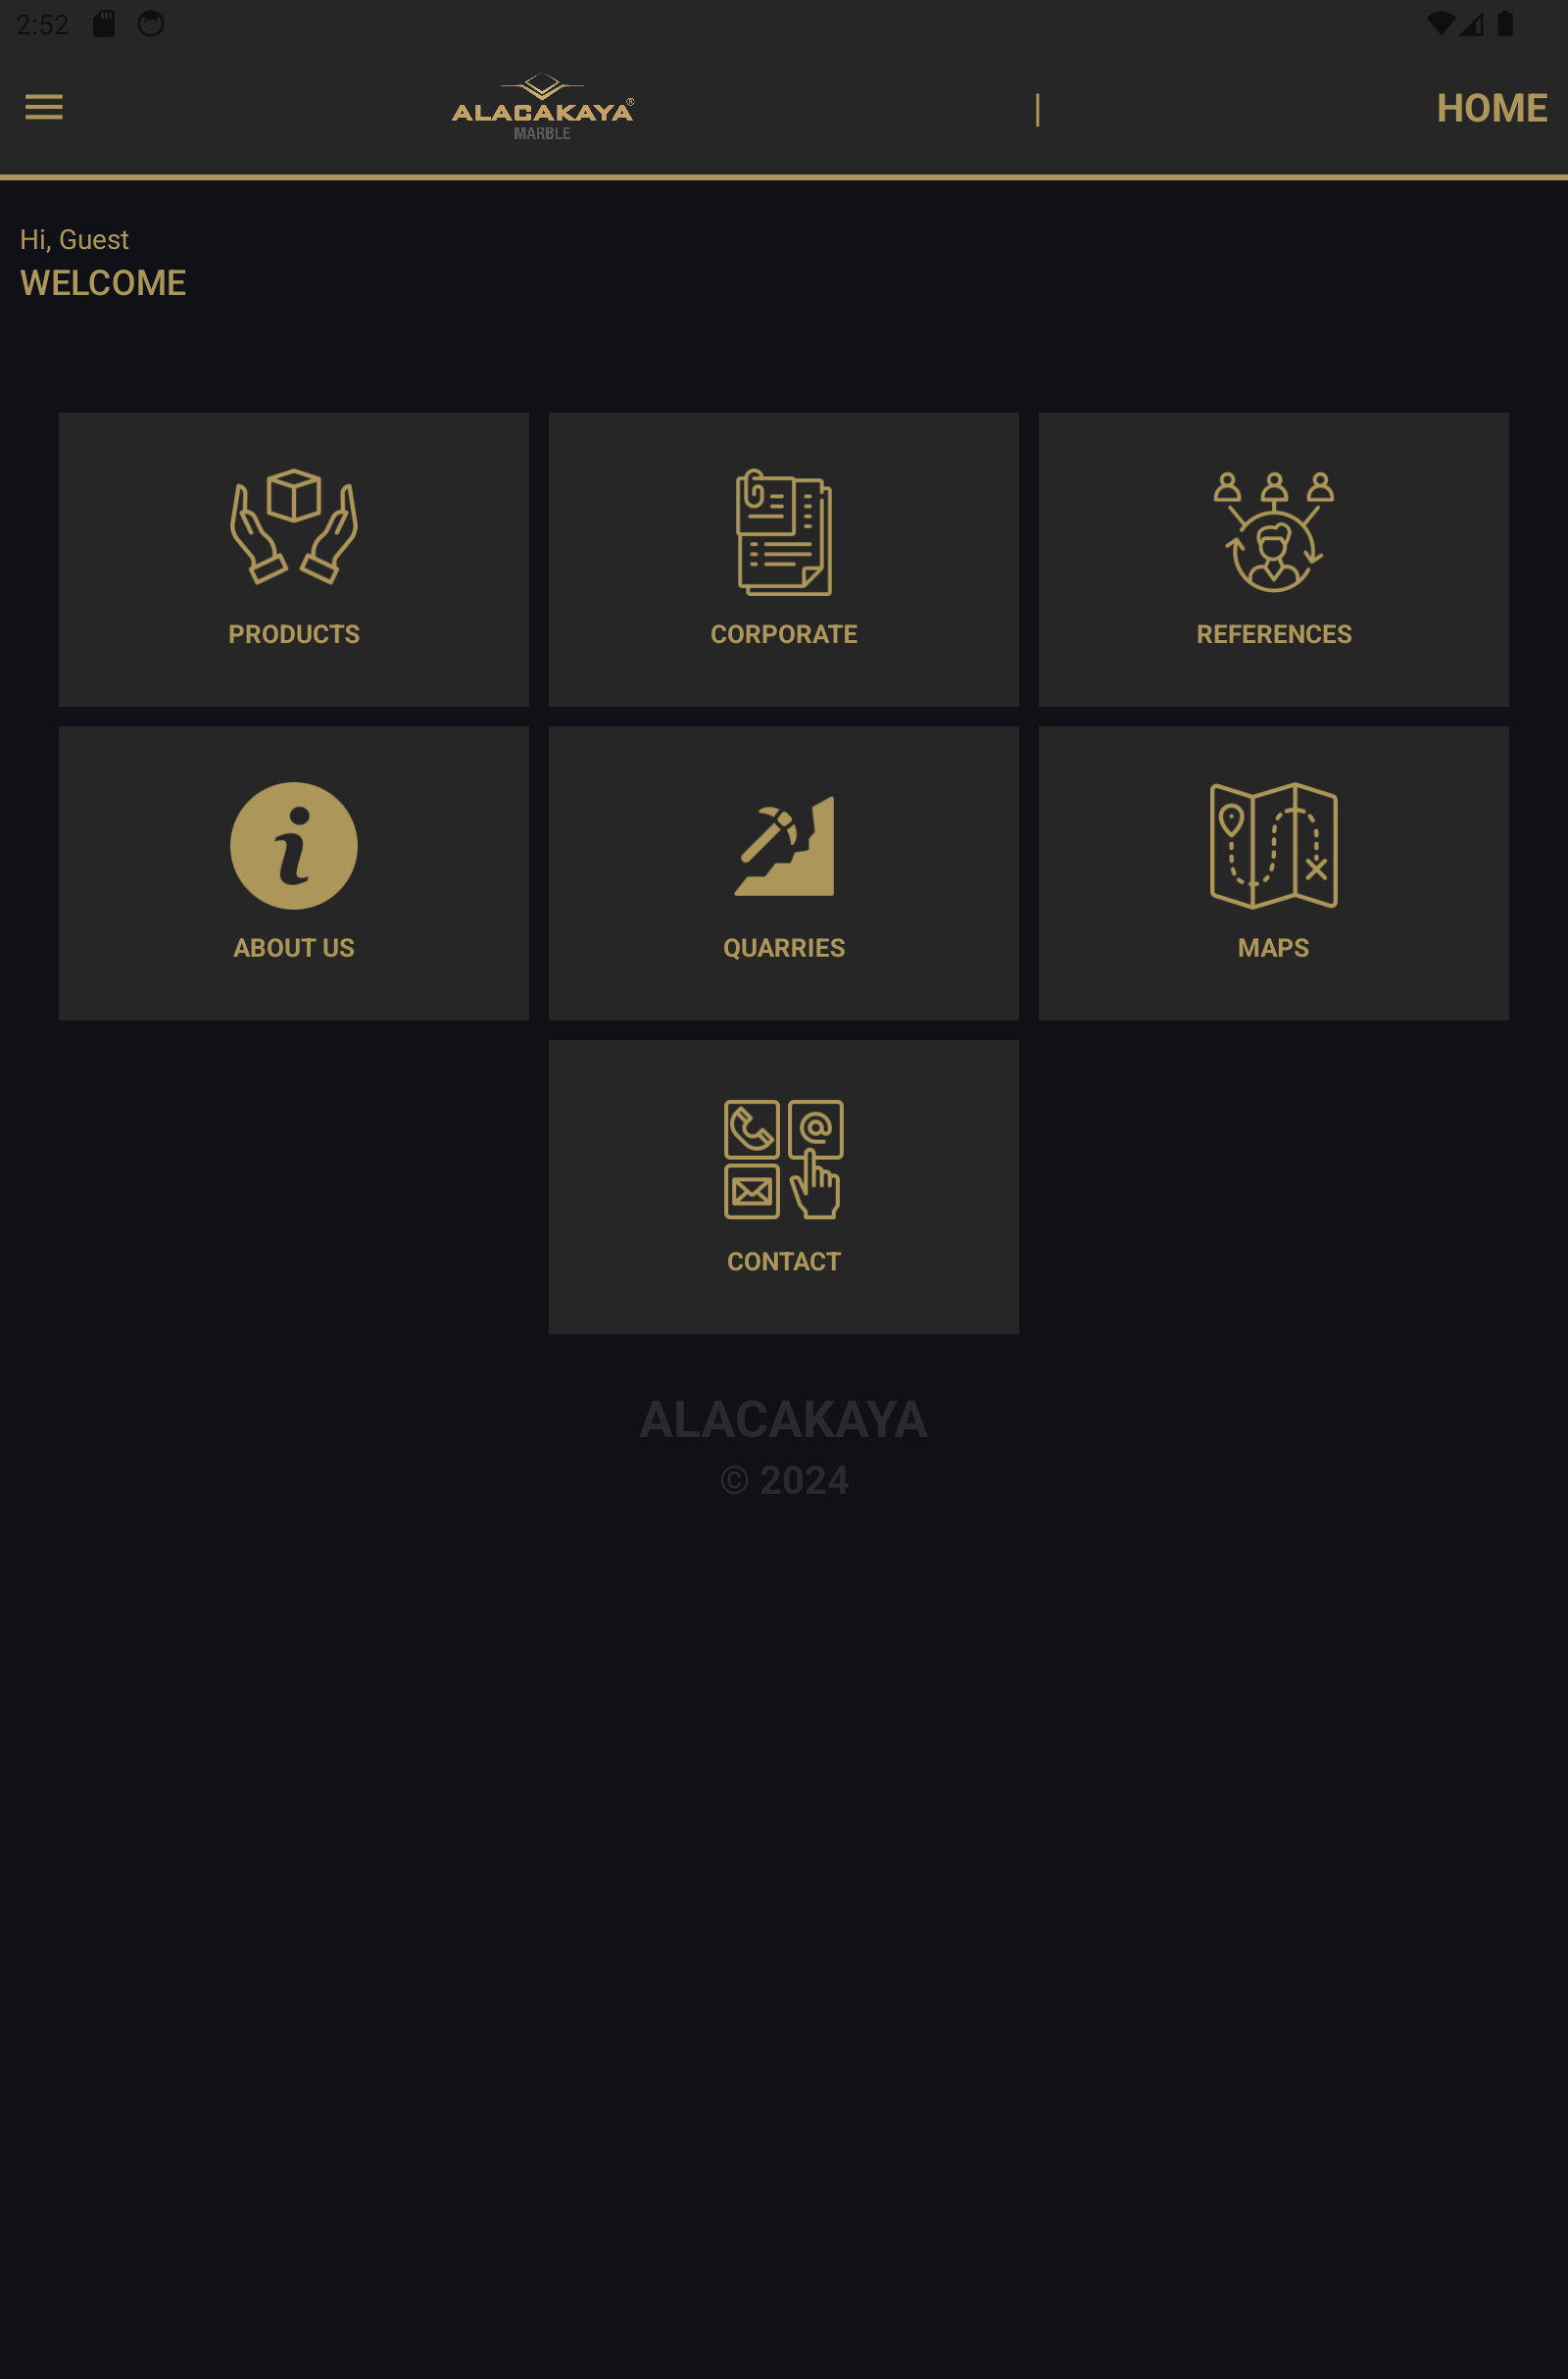 2:52
ALACAKAYA®
MARBLE
|
HOME
Hi, Guest
WELCOME
PRODUCTS
CORPORATE
REFERENCES
ABOUT US
QUARRIES
MAPS
CONTACT
ALACAKAYA
© 2024